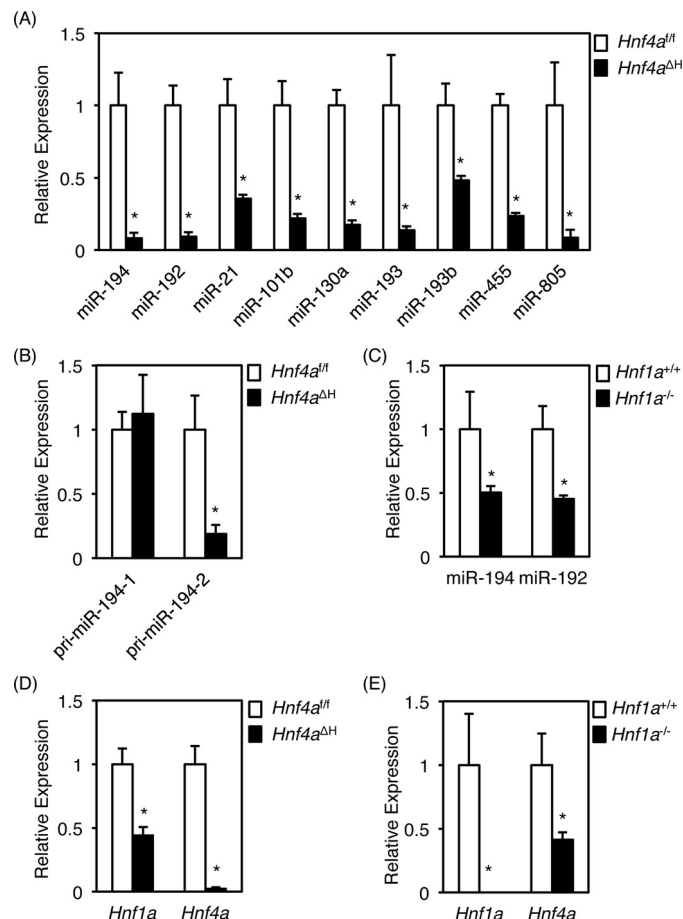 (A)
1.5
1
0.5
0
Relative Expression
Hnf4a^f/f
Hnf4a^ΔH
*
*
*
*
*
*
*
*
*
miR-194
miR-192
miR-21
miR-101b
miR-130a
miR-193
miR-193b
miR-455
miR-805
(B)
1.5
1
0.5
0
Relative Expression
Hnf4a^f/f
Hnf4a^ΔH
*
pri-miR-194-1
pri-miR-194-2
(C)
1.5
1
0.5
0
Relative Expression
Hnf1a^+/+
Hnf1a^-/-
*
*
miR-194 miR-192
(D)
1.5
1
0.5
0
Relative Expression
Hnf4a^f/f
Hnf4a^ΔH
*
*
Hnf1a Hnf4a
(E)
1.5
1
0.5
0
Relative Expression
Hnf1a^+/+
Hnf1a^-/-
*
*
Hnf1a Hnf4a